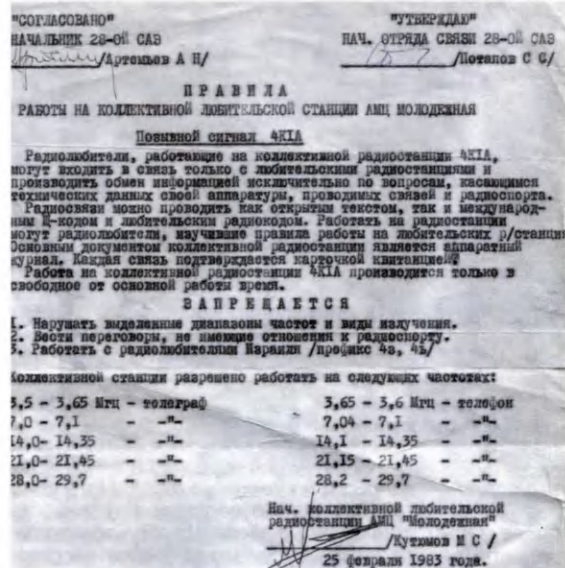 "СОГЛАСОВАНО" "УТВЕРЖДАЮ"
НАЧАЛЬНИК 28-ОЙ САЭ НАЧ. ОТРЯДА СВЯЗИ 28-ОЙ САЭ
/Артемьев А Н/ /Потапов С С/
ПРАВИЛА
РАБОТЫ НА КОЛЛЕКТИВНОЙ ЛЮБИТЕЛЬСКОЙ СТАНЦИИ АМЦ МОЛОДЕЖНАЯ
Позывной сигнал 4К1А
Радиолюбители, работающие на коллективной радиостанции 4К1А,
могут входить в связь только с любительскими радиостанциями и
производить обмен информацией исключительно по вопросам, касающимся
технических данных своей аппаратуры, проводимых связей и радиоспорта.
Радиосвязи можно проводить как открытым текстом, так и международ-
ным Щ-кодом и любительским радиокодом. Работать на радиостанции
могут радиолюбители, изучившие правила работы на любительских р/станция
Основным документом коллективной радиостанции является аппаратный
журнал. Каждая связь подтверждается карточкой квитанцией
Работа на коллективной радиостанции 4К1А производится только в
свободное от основной работы время.
ЗАПРЕЩАЕТСЯ
1. Нарушать выделенные диапазоны частот и виды излучения.
2. Вести переговоры, не имеющие отношения к радиоспорту.
3. Работать с радиолюбителями Израиля /префикс 4з, 4ь/
Коллективной станции разрешено работать на следующих частотах:
3,5 - 3,65 Мгц - телеграф 3,65 - 3,6 Мгц - телефон
7,0 - 7,1 - -"- 7,04 - 7,1 - -"-
14,0- 14,35 - -"- 14,1 - 14,35 - -"-
21,0- 21,45 - -"- 21,15 - 21,45 - -"-
28,0- 29,7 - -"- 28,2 - 29,7 - -"-
Нач. коллективной любительской
радиостанции АМЦ "Молодежная"
/Кутюмов М С /
25 февраля 1983 года.